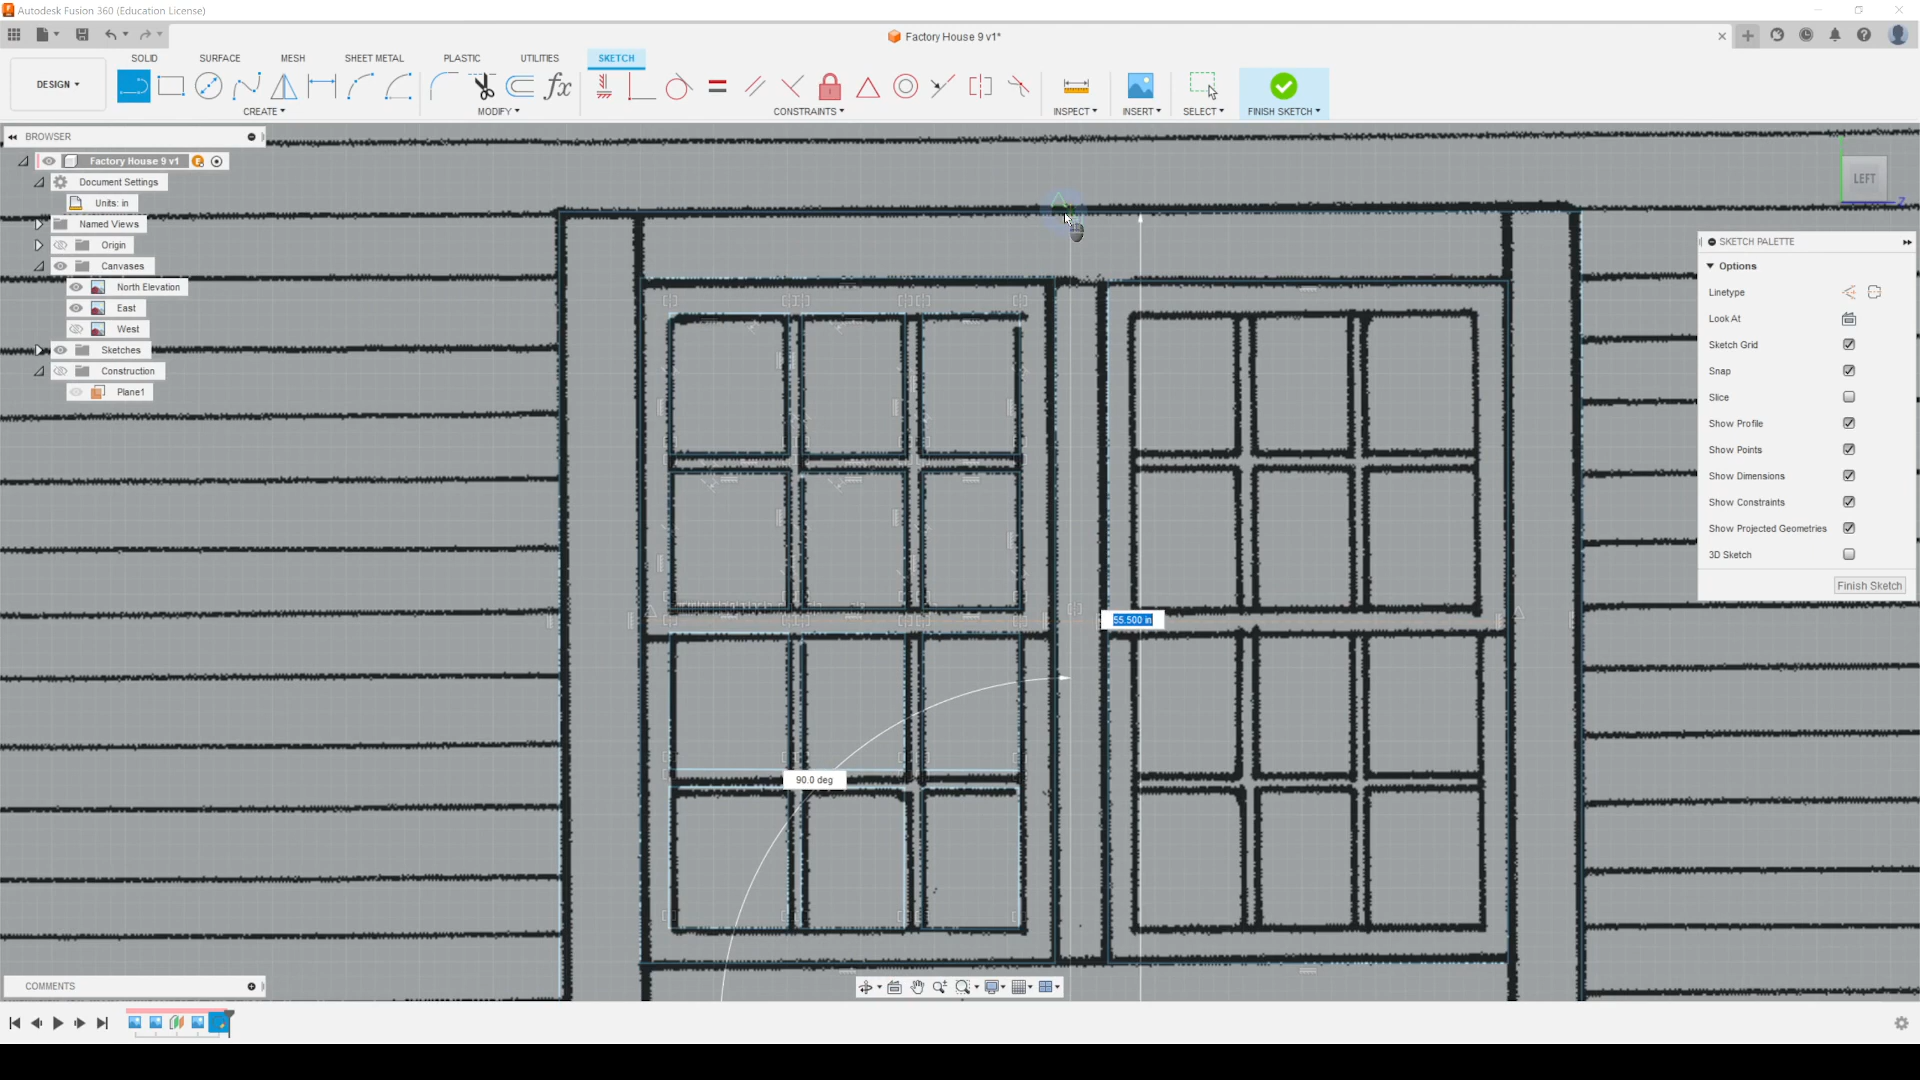 Autodesk Fusion 360 (Education License)
Factory House 9 v1*
SOLID
SURFACE
MESH
SHEET METAL
PLASTIC
UTILITIES
SKETCH
DESIGN
fx
CREATE
MODIFY
CONSTRAINTS
INSPECT
INSERT
SELECT
FINISH SKETCH
BROWSER
Factory House 9 v1
Document Settings
Units: in
Named Views
Origin
Canvases
North Elevation
East
West
Sketches
Construction
Plane1
LEFT
Z
SKETCH PALETTE
Options
Linetype
Look At
Sketch Grid
Snap
Slice
Show Profile
Show Points
Show Dimensions
Show Constraints
Show Projected Geometries
3D Sketch
Finish Sketch
55.500 in
90.0 deg
COMMENTS